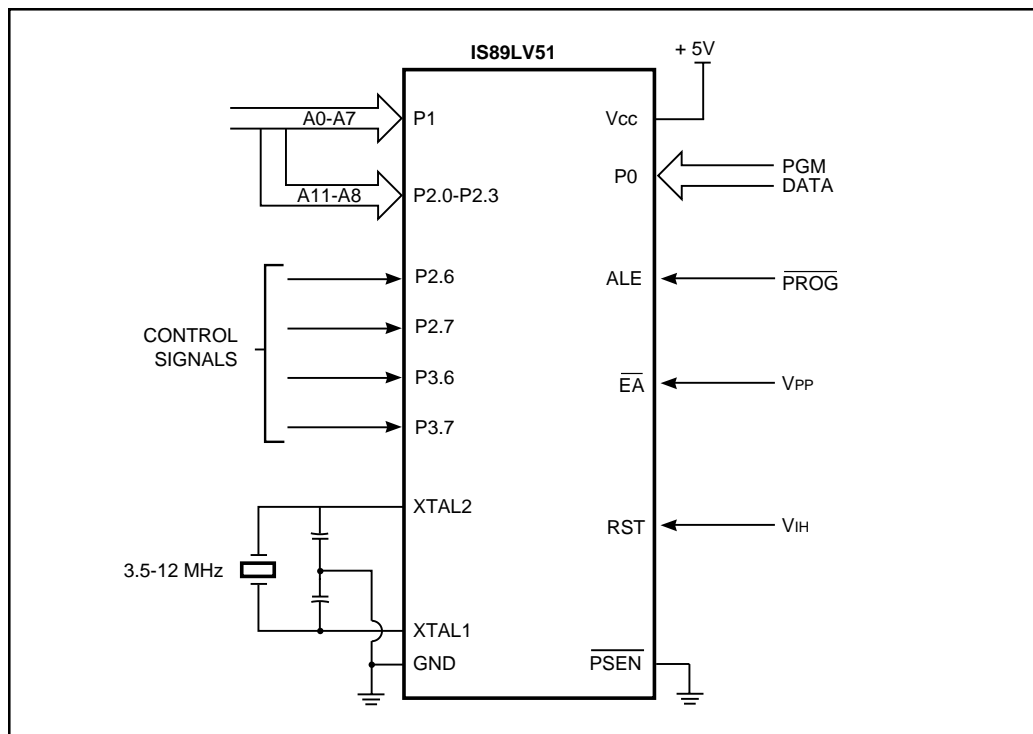 IS89LV51
+ 5V
A0-A7
P1
Vcc
P0
PGM
DATA
A11-A8
P2.0-P2.3
P2.6
ALE
PROG
CONTROL
SIGNALS
P2.7
P3.6
EA
VPP
P3.7
XTAL2
RST
VIH
3.5-12 MHz
XTAL1
GND
PSEN